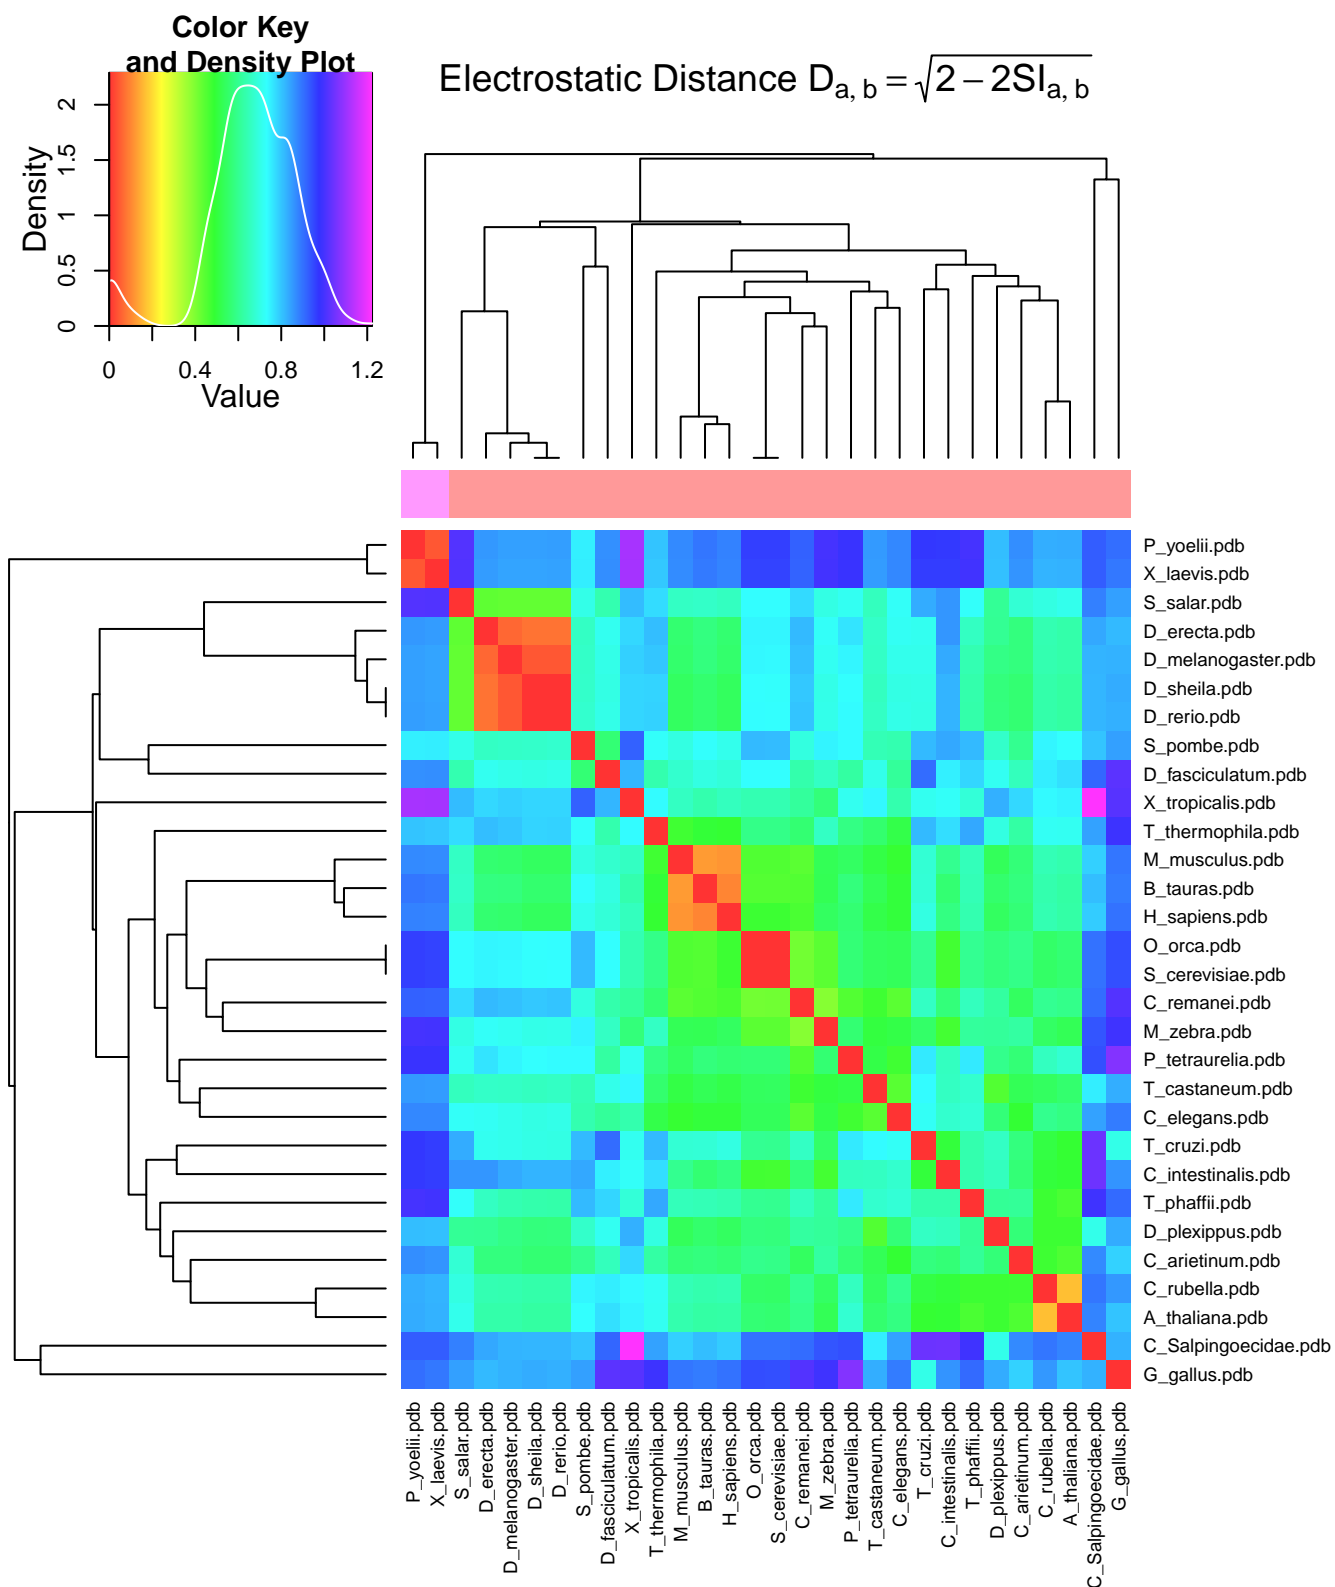 Color Key
and Density Plot
Electrostatic Distance D a, b = √2 − 2SI a, b
Density
0
0.5
1
1.5
2
0 0.4 0.8 1.2
Value
P_yoelii.pdb
X_laevis.pdb
S_salar.pdb
D_erecta.pdb
D_melanogaster.pdb
D_sheila.pdb
D_rerio.pdb
S_pombe.pdb
D_fasciculatum.pdb
X_tropicalis.pdb
T_thermophila.pdb
M_musculus.pdb
B_tauras.pdb
H_sapiens.pdb
O_orca.pdb
S_cerevisiae.pdb
C_remanei.pdb
M_zebra.pdb
P_tetraurelia.pdb
T_castaneum.pdb
C_elegans.pdb
T_cruzi.pdb
C_intestinalis.pdb
T_phaffii.pdb
D_plexippus.pdb
C_arietinum.pdb
C_rubella.pdb
A_thaliana.pdb
C_Salpingoecidae.pdb
G_gallus.pdb
P_yoelii.pdb
X_laevis.pdb
S_salar.pdb
D_erecta.pdb
D_melanogaster.pdb
D_sheila.pdb
D_rerio.pdb
S_pombe.pdb
D_fasciculatum.pdb
X_tropicalis.pdb
T_thermophila.pdb
M_musculus.pdb
B_tauras.pdb
H_sapiens.pdb
O_orca.pdb
S_cerevisiae.pdb
C_remanei.pdb
M_zebra.pdb
P_tetraurelia.pdb
T_castaneum.pdb
C_elegans.pdb
T_cruzi.pdb
C_intestinalis.pdb
T_phaffii.pdb
D_plexippus.pdb
C_arietinum.pdb
C_rubella.pdb
A_thaliana.pdb
C_Salpingoecidae.pdb
G_gallus.pdb